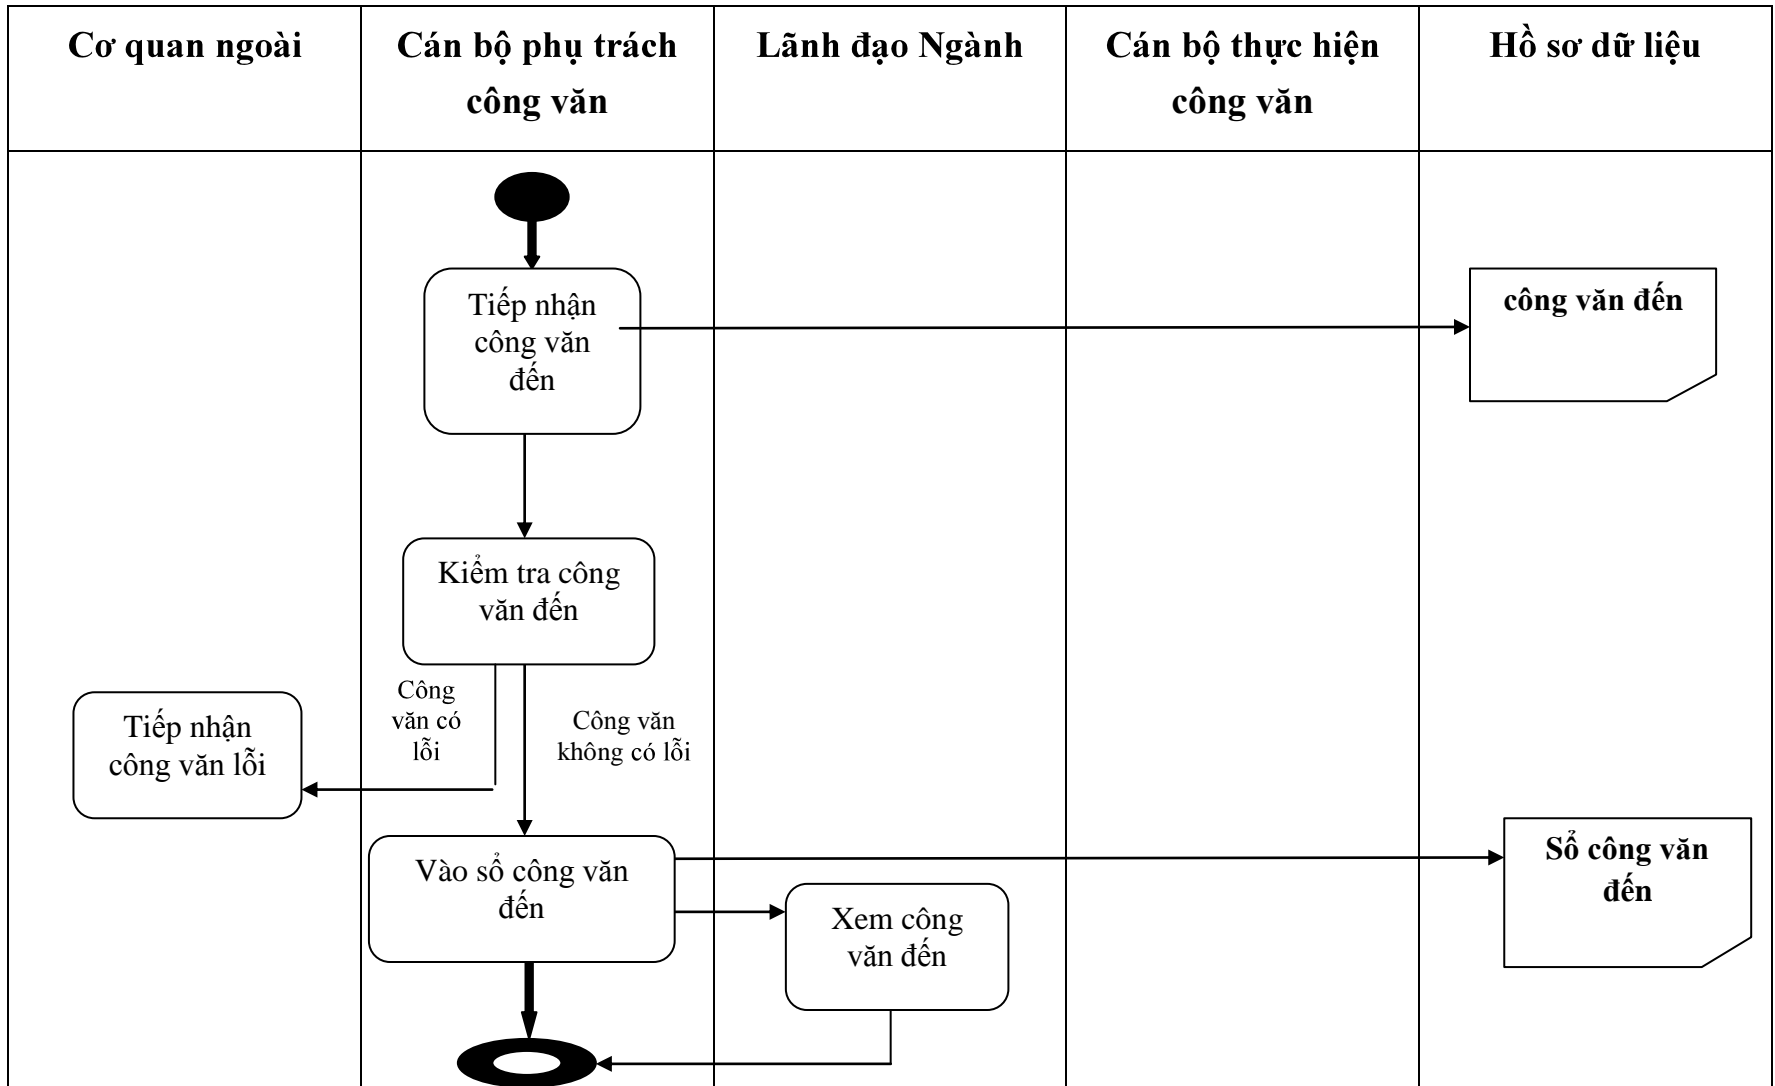 Cơ quan ngoài
Cán bộ phụ trách
công văn
Lãnh đạo Ngành
Cán bộ thực hiện
công văn
Hồ sơ dữ liệu
Tiếp nhận
công văn
đến
công văn đến
Kiểm tra công
văn đến
Công
văn có
lỗi
Công văn
không có lỗi
Tiếp nhận
công văn lỗi
Vào sổ công văn
đến
Xem công
văn đến
Sổ công văn
đến